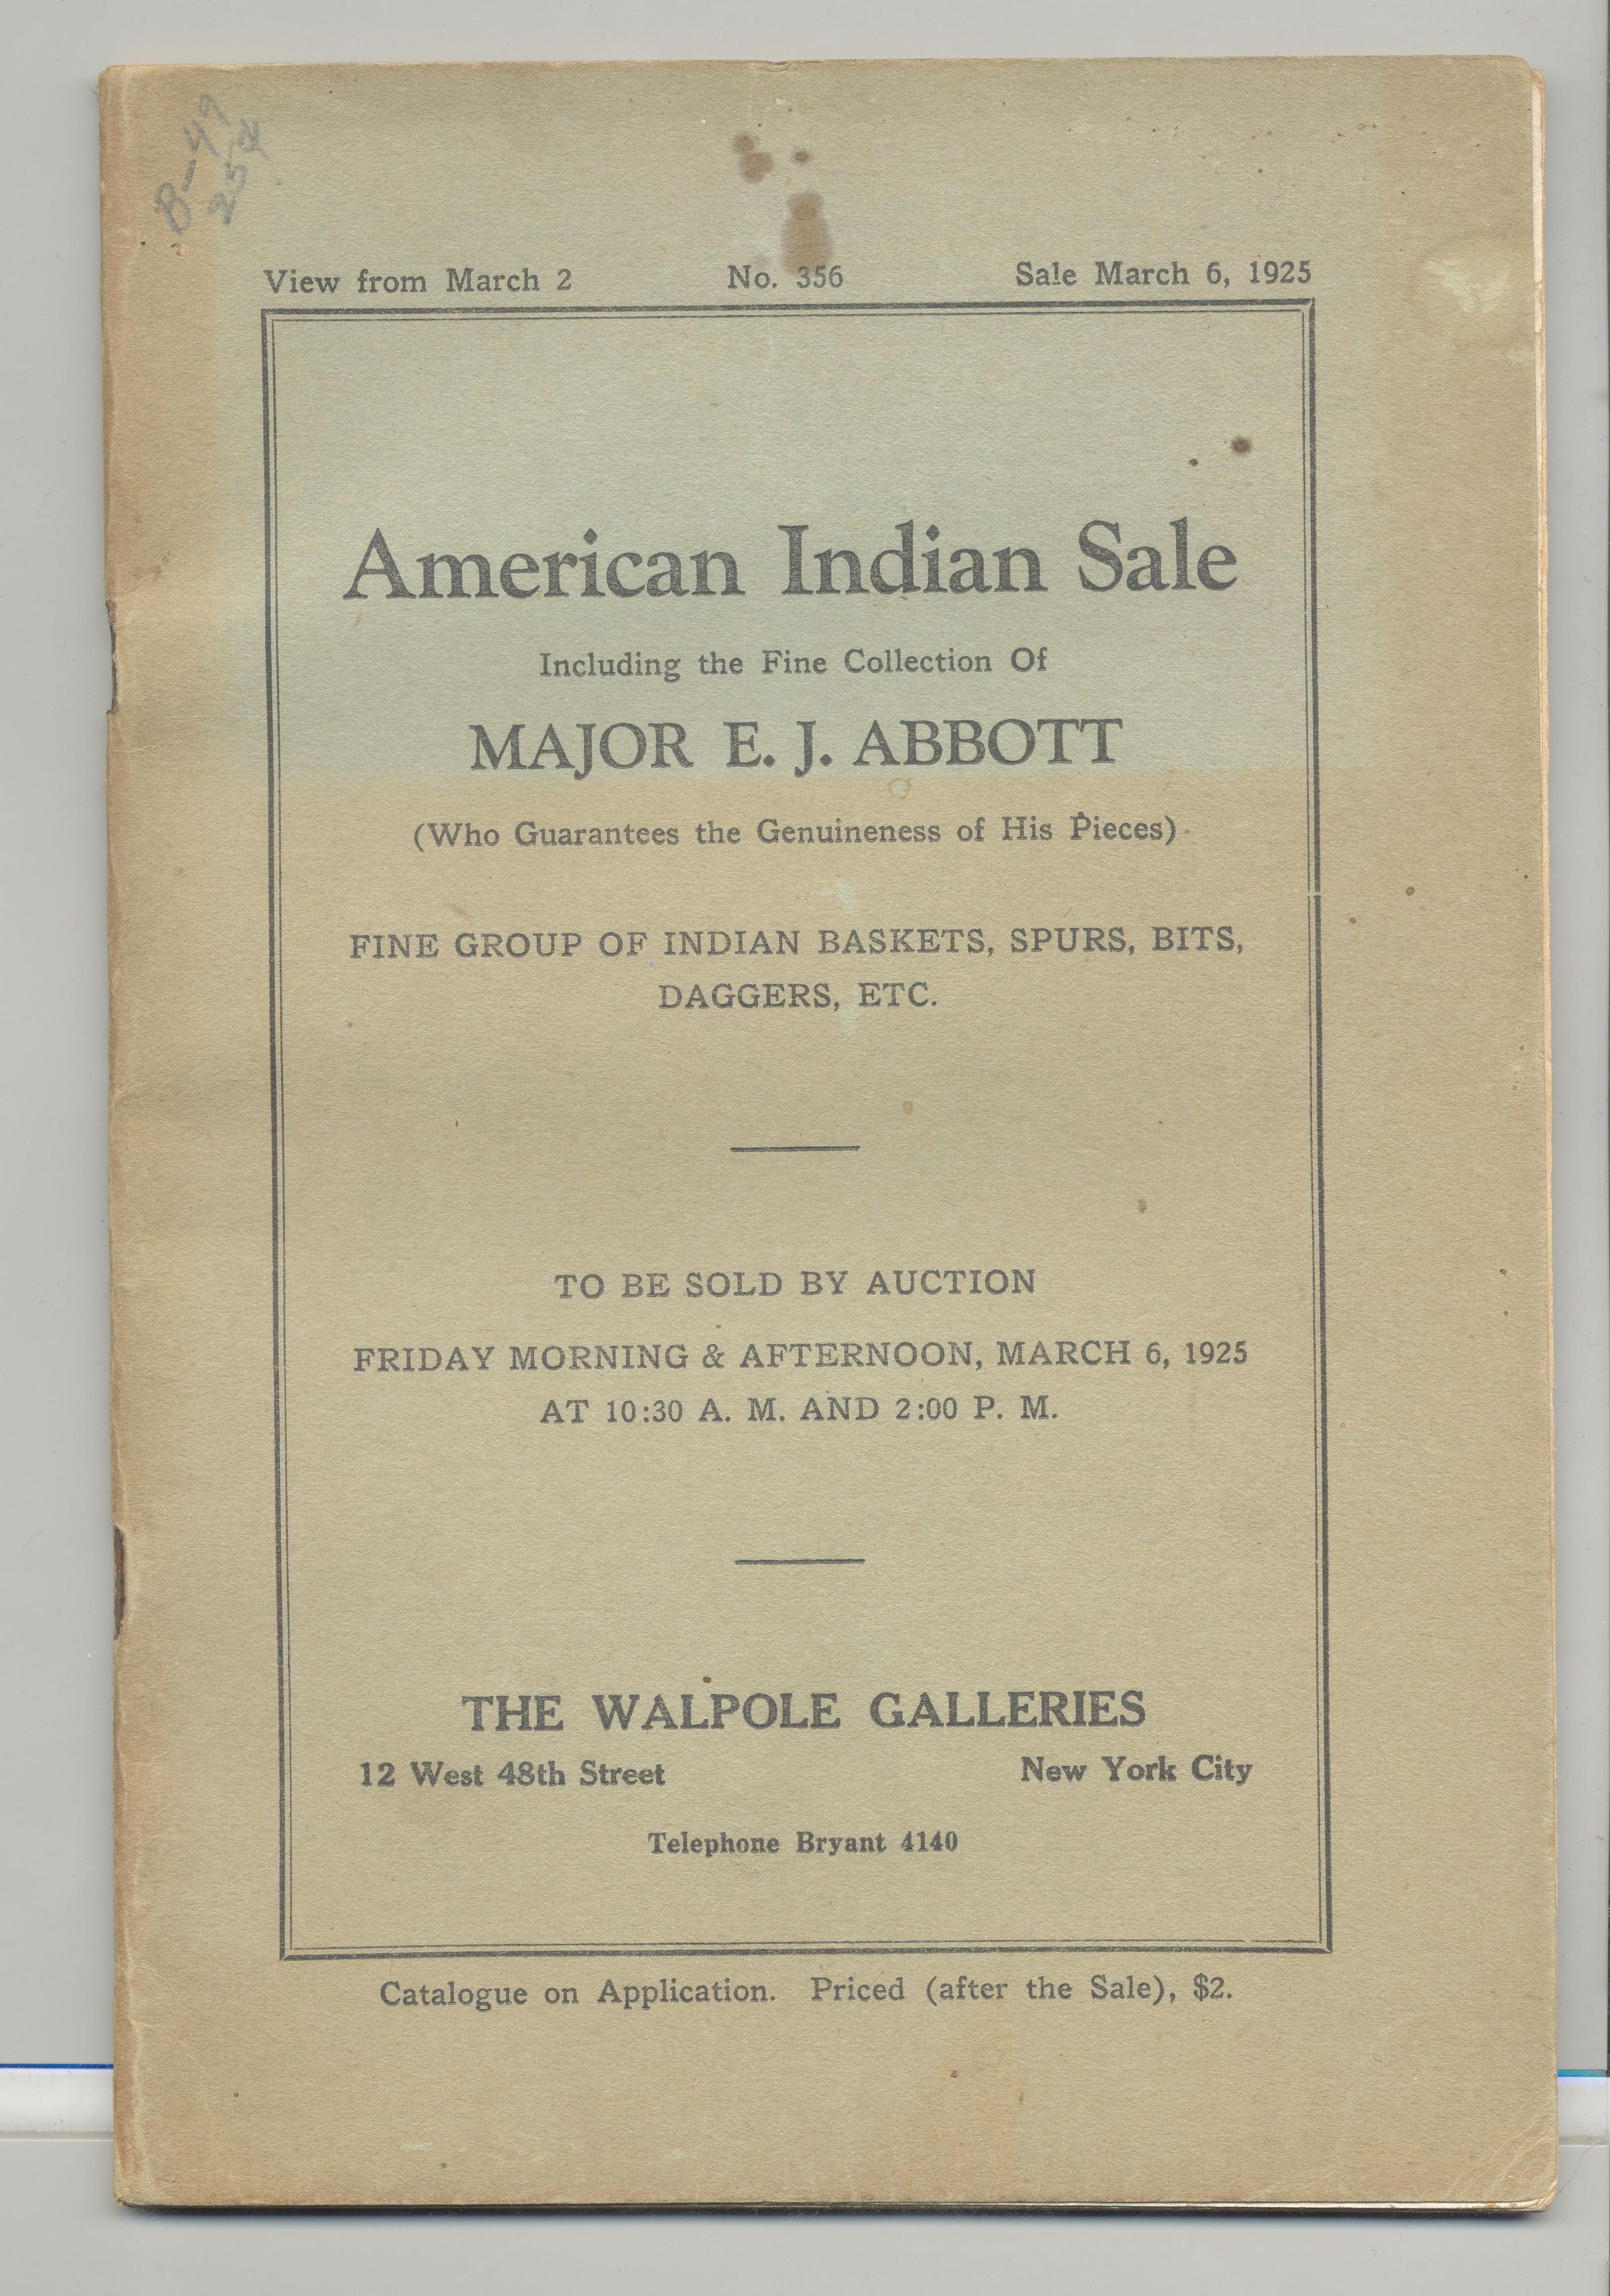 B-49
254
View from March 2 No. 356 Sale March 6, 1925
American Indian Sale
Including the Fine Collection Of
MAJOR E. J. ABBOTT
(Who Guarantees the Genuineness of His Pieces)
FINE GROUP OF INDIAN BASKETS, SPURS, BITS,
DAGGERS, ETC.
TO BE SOLD BY AUCTION
FRIDAY MORNING & AFTERNOON, MARCH 6, 1925
AT 10:30 A. M. AND 2:00 P. M.
THE WALPOLE GALLERIES
12 West 48th Street New York City
Telephone Bryant 4140
Catalogue on Application. Priced (after the Sale), $2.